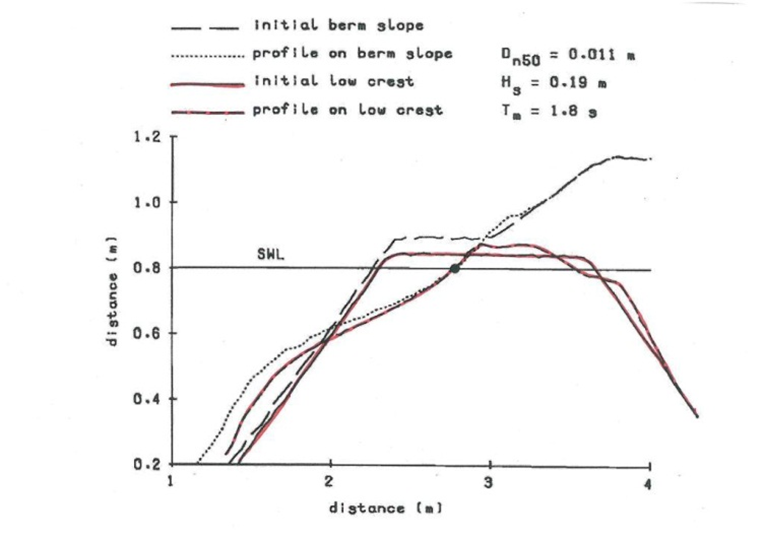 initial berm slope
profile on berm slope Dn50 = 0.011 m
initial low crest Hs = 0.19 m
profile on low crest Tm = 1.8 s
1.2
1.0
SWL
0.8
0.6
0.4
0.2
distance (m)
1 2 3 4
distance (m)